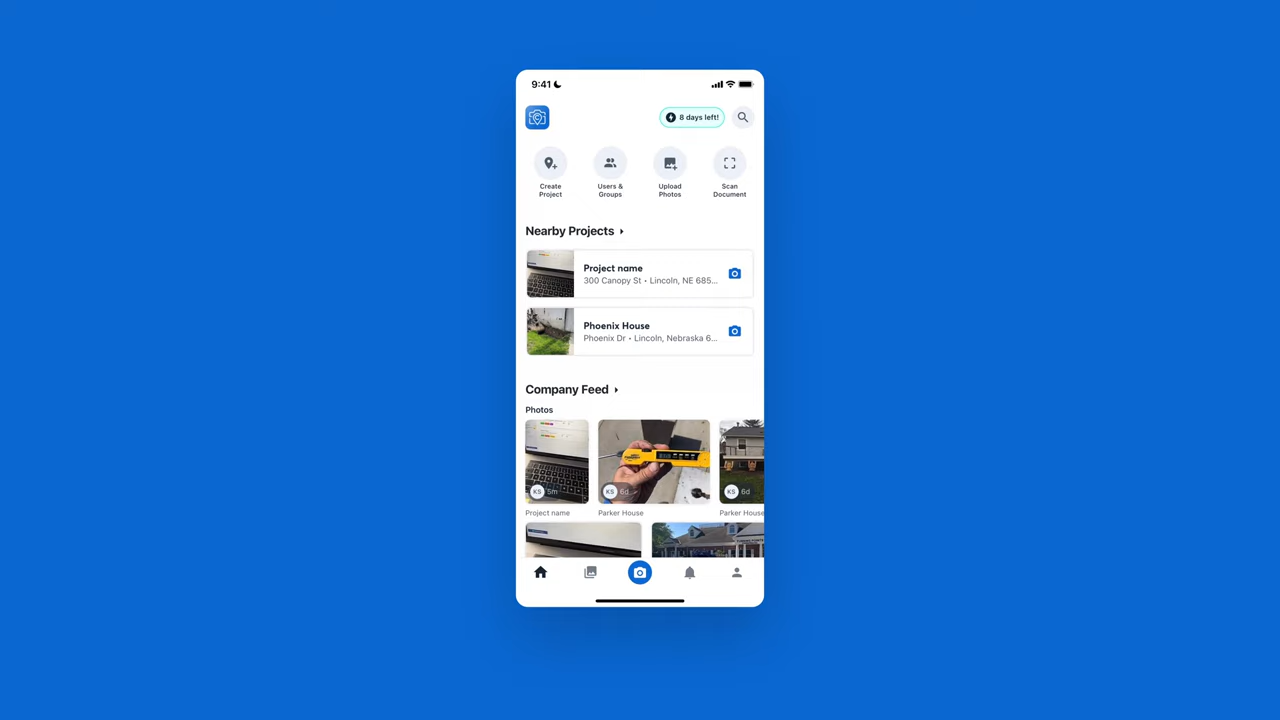 9:41
8 days left!
Create
Project
Users &
Groups
Upload
Photos
Scan
Document
Nearby Projects
Project name
300 Canopy St • Lincoln, NE 685...
Phoenix House
Phoenix Dr • Lincoln, Nebraska 6...
Company Feed
Photos
KS 5m
KS 6d
KS 6d
Project name
Parker House
Parker House